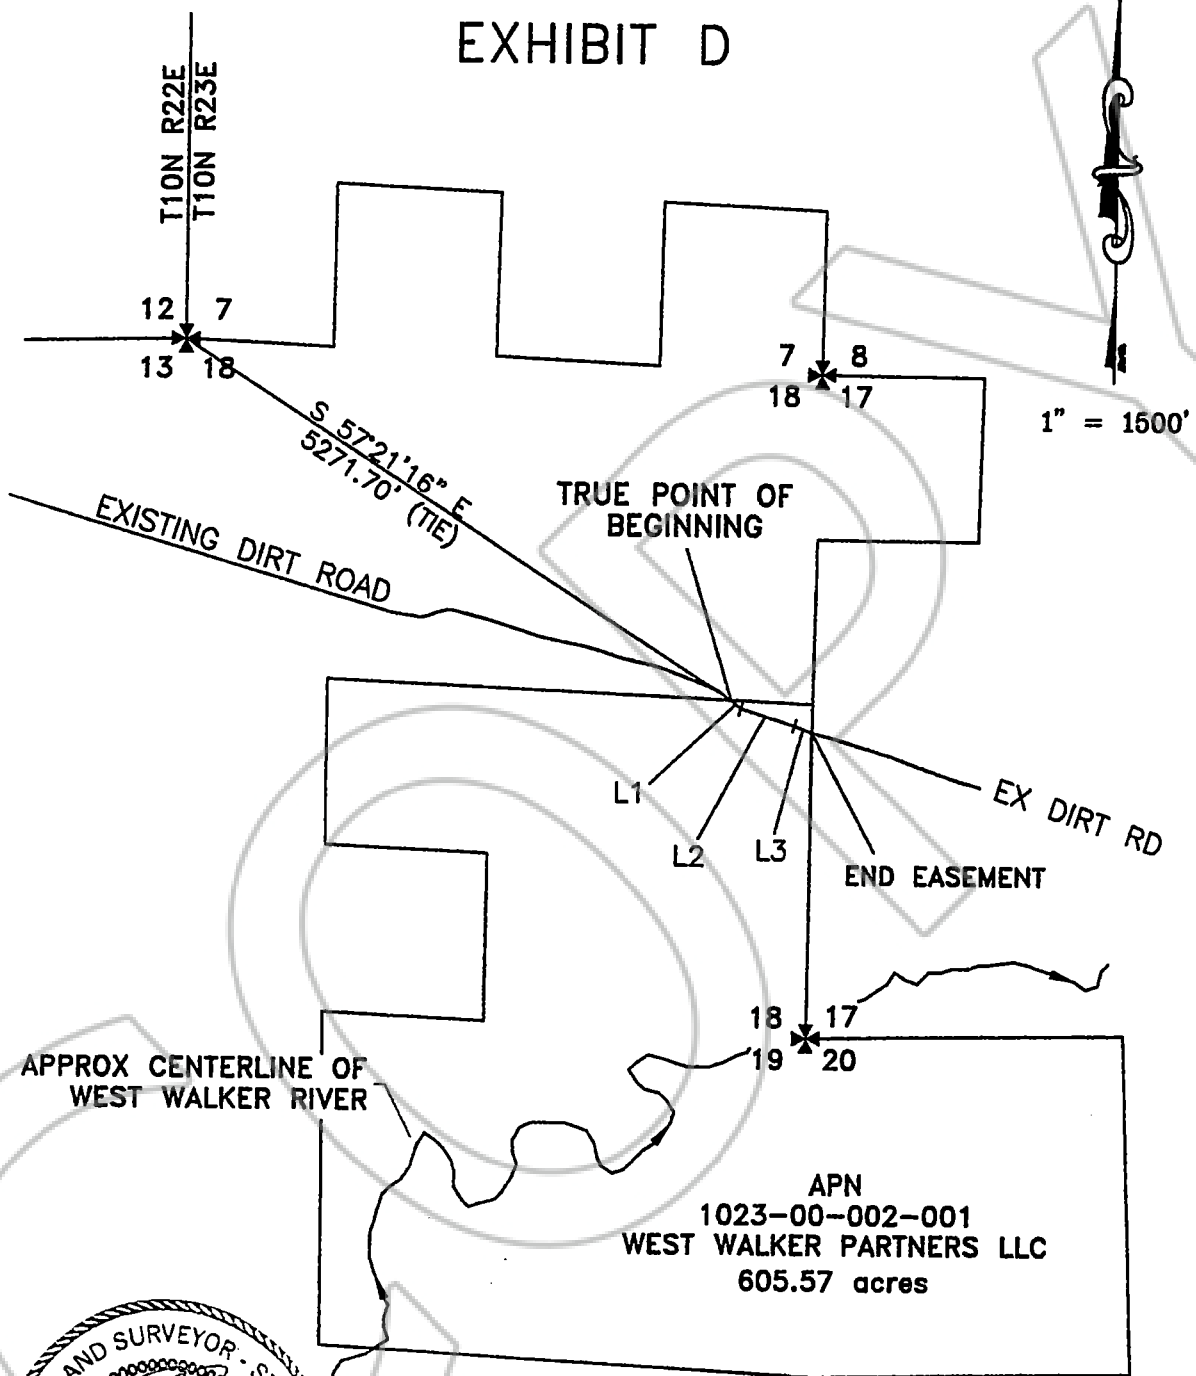 EXHIBIT D
T10N R22E
T10N R23E
12 7
13 18
7 8
18 17
1" = 1500'
S 57°21'16" E
5271.70' (TIE)
TRUE POINT OF
BEGINNING
EXISTING DIRT ROAD
L1
L2
L3
EX DIRT RD
END EASEMENT
18 17
19 20
APPROX CENTERLINE OF
WEST WALKER RIVER
APN
1023-00-002-001
WEST WALKER PARTNERS LLC
605.57 acres
AND SURVEYOR - S